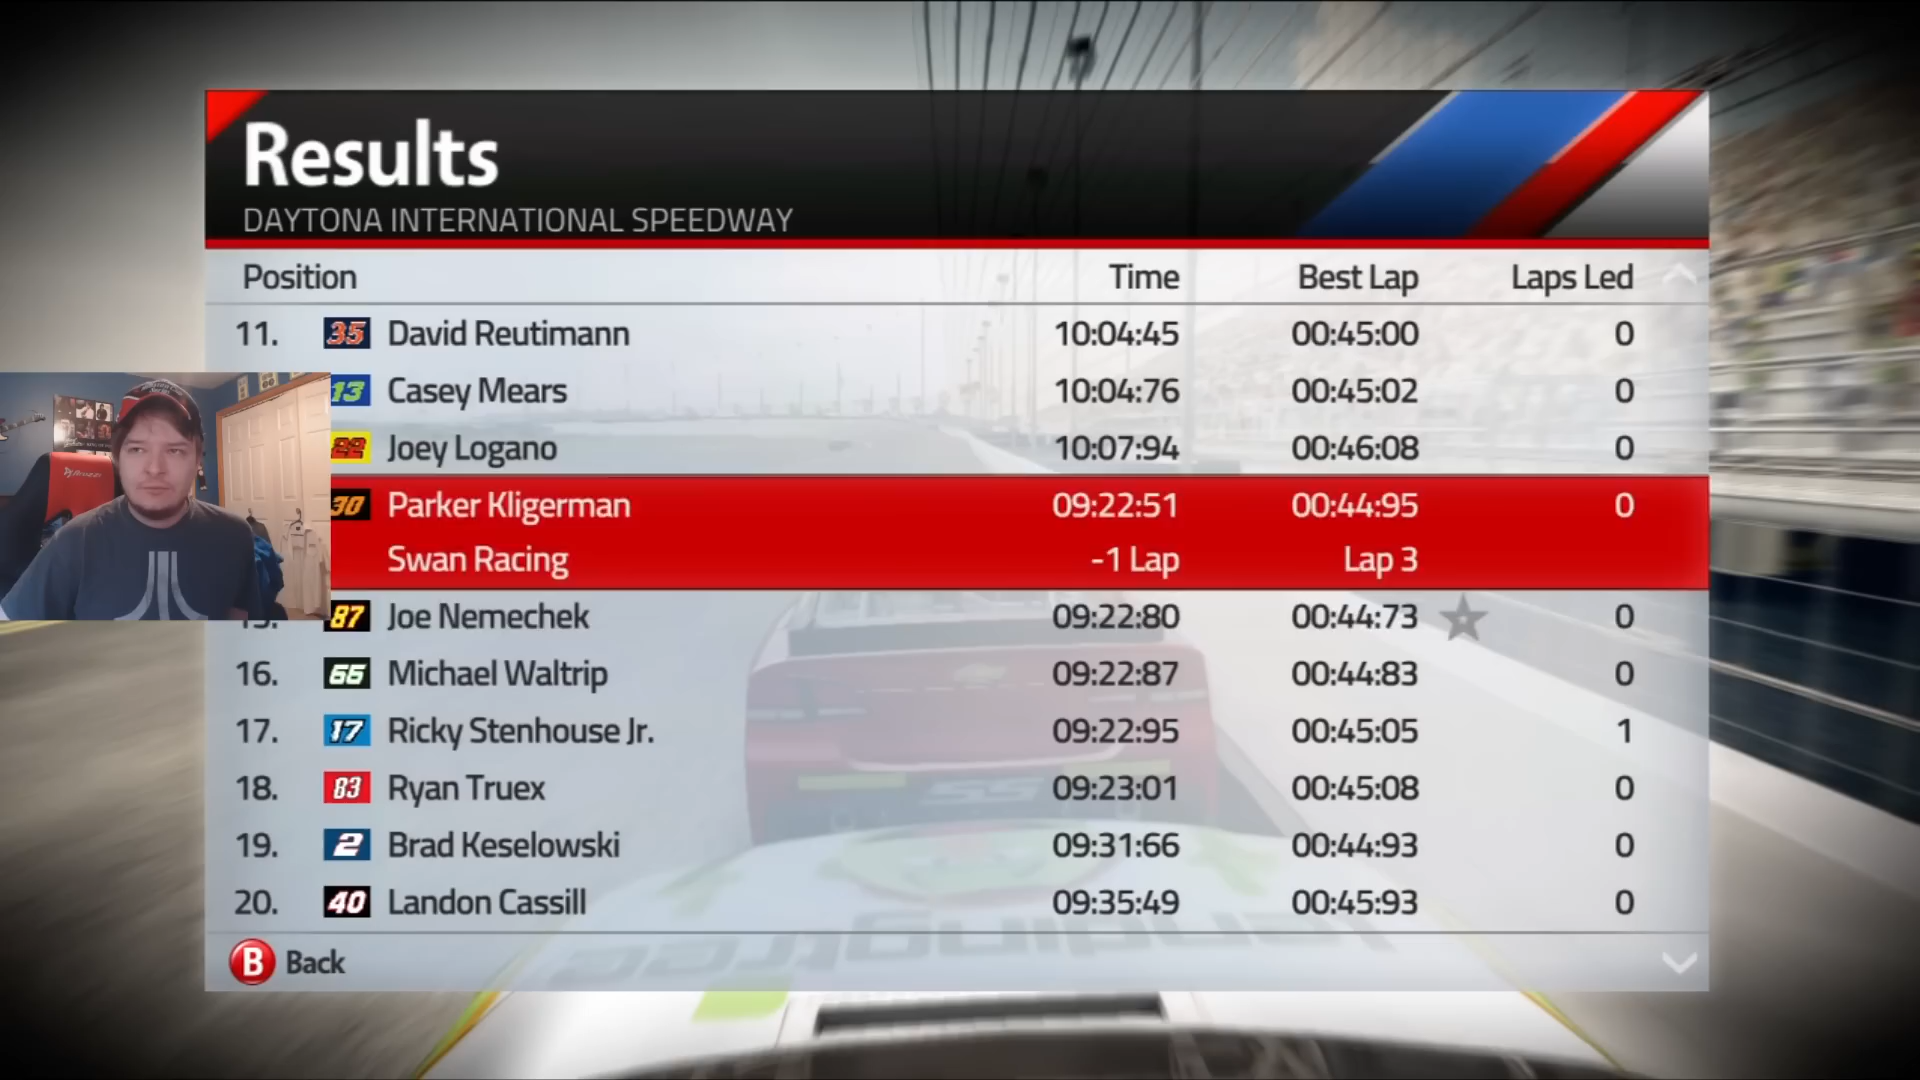 Results
DAYTONA INTERNATIONAL SPEEDWAY
Position Time Best Lap Laps Led
11. 35 David Reutimann 10:04:45 00:45:00 0
13 Casey Mears 10:04:76 00:45:02 0
22 Joey Logano 10:07:94 00:46:08 0
30 Parker Kligerman 09:22:51 00:44:95 0
Swan Racing -1 Lap Lap 3
15. 87 Joe Nemechek 09:22:80 00:44:73 0
16. 66 Michael Waltrip 09:22:87 00:44:83 0
17. 17 Ricky Stenhouse Jr. 09:22:95 00:45:05 1
18. 83 Ryan Truex 09:23:01 00:45:08 0
19. 2 Brad Keselowski 09:31:66 00:44:93 0
20. 40 Landon Cassill 09:35:49 00:45:93 0
B Back
55